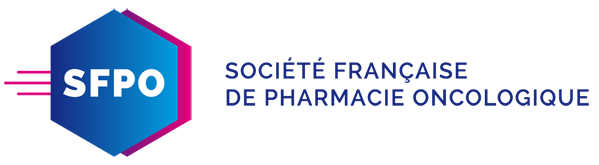 SFPO
SOCIÉTÉ FRANÇAISE
DE PHARMACIE ONCOLOGIQUE